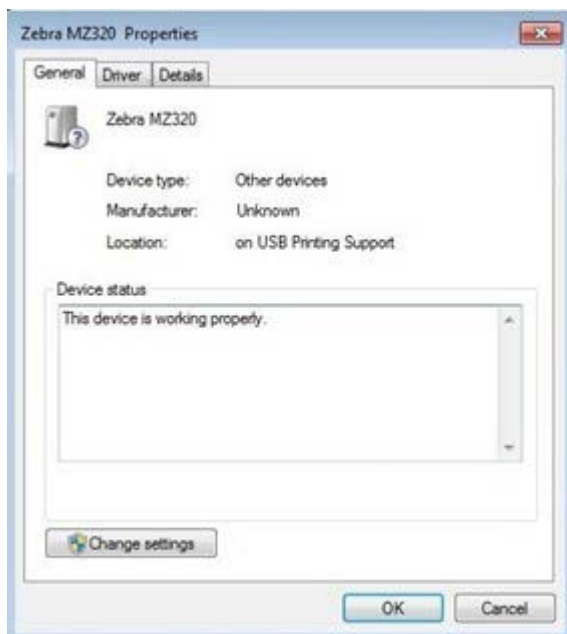 Zebra MZ320 Properties
General Driver Details
Zebra MZ320
Device type: Other devices
Manufacturer: Unknown
Location: on USB Printing Support
Device status
This device is working properly.
Change settings
OK Cancel